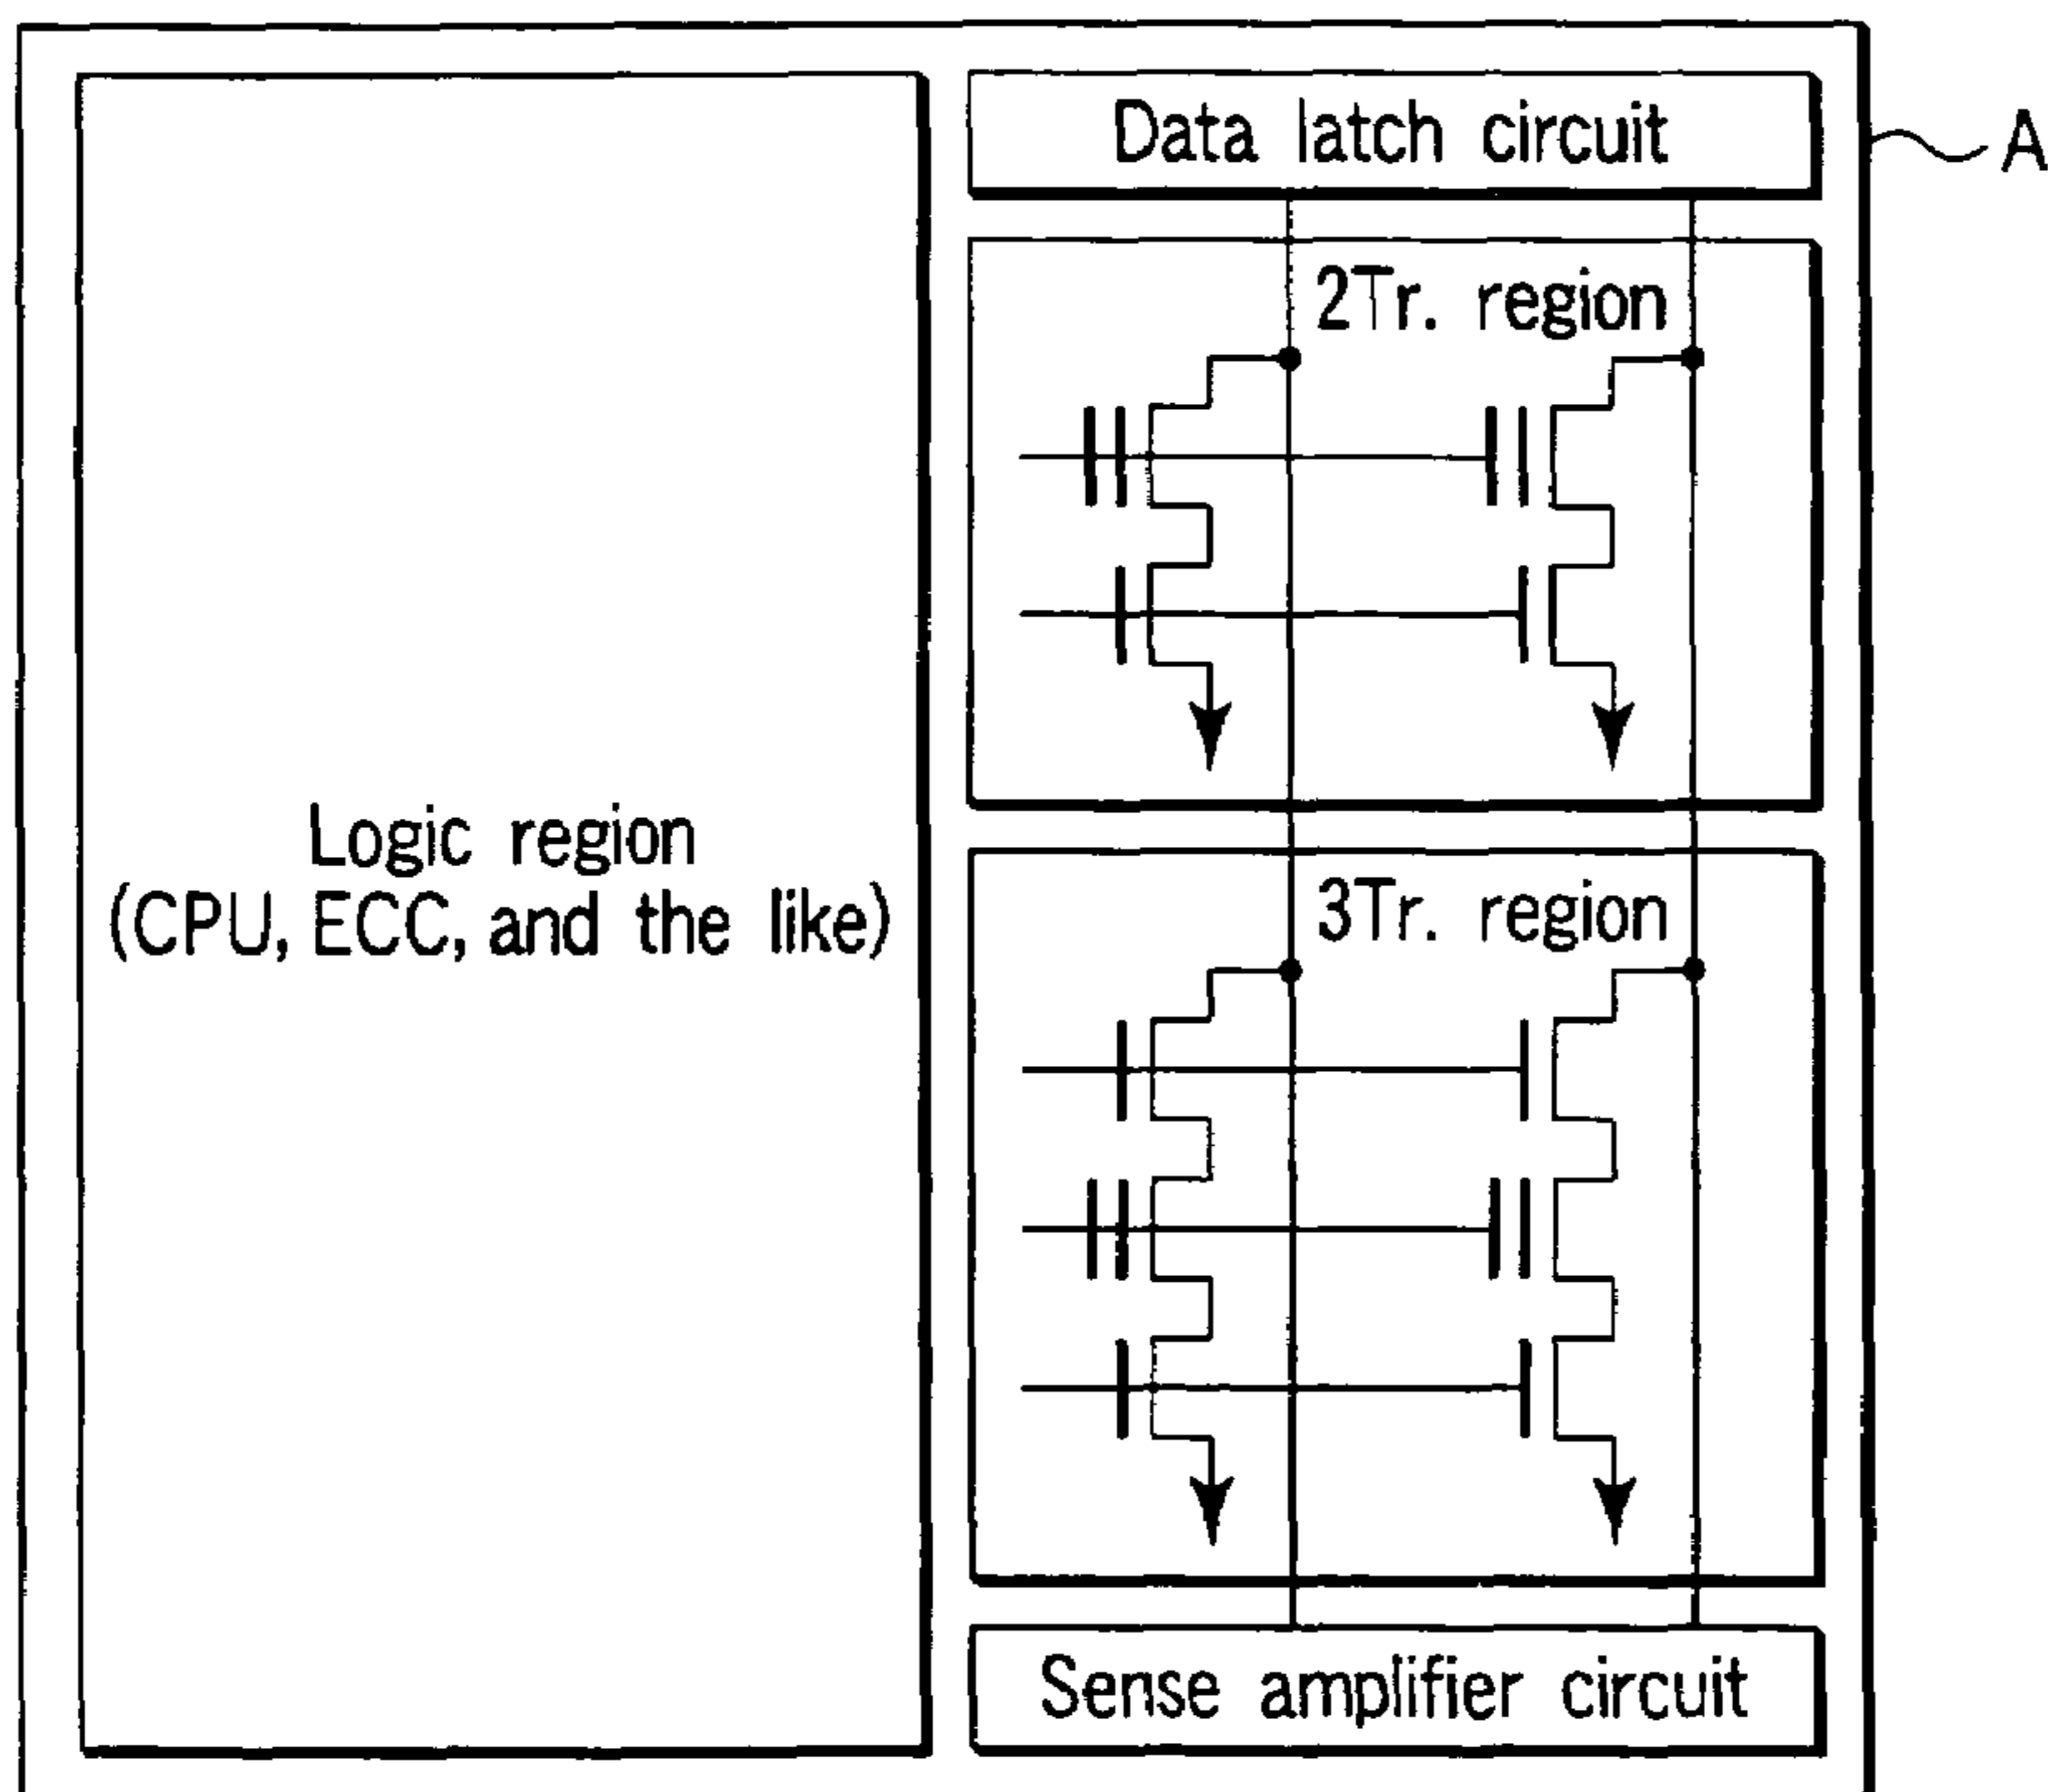 Data latch circuit
A
2Tr. region
Logic region
(CPU, ECC, and the like)
3Tr. region
Sense amplifier circuit